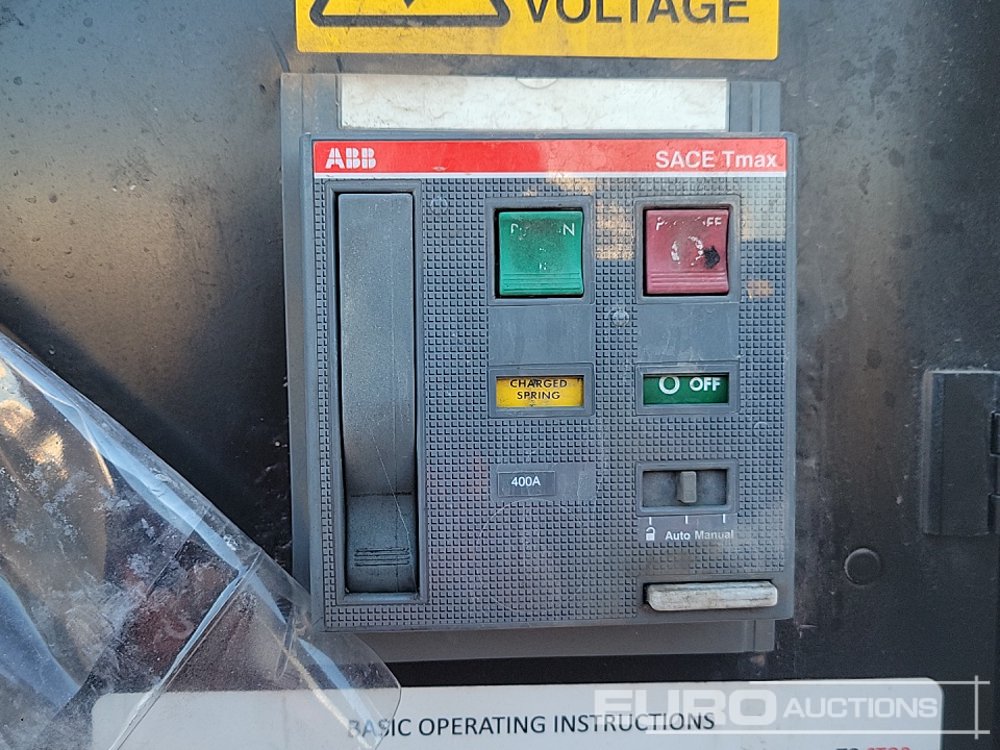 VOLTAGE
ABB SACE Tmax
CHARGED
SPRING
O OFF
400A
Auto Manual
BASIC OPERATING INSTRUCTIONS
EURO AUCTIONS